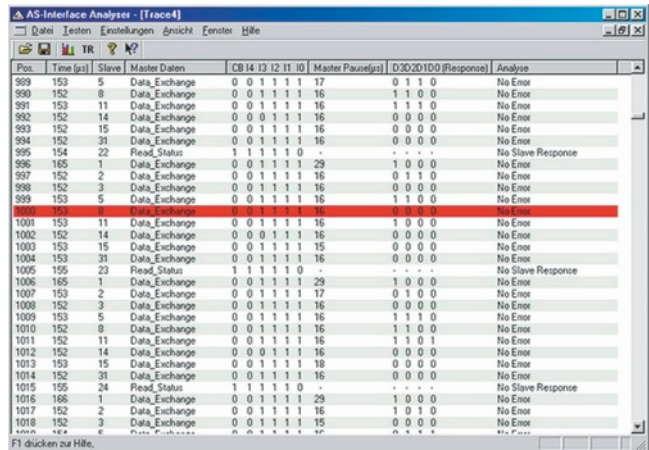 AS-Interface Analyser - [Trace4]
Datei Testen Einstellungen Ansicht Fenster Hilfe
TR
Pos. Time (µs) Slave Master Daten CB I4 I3 I2 I1 I0 Master Pause(µs) D3D2D1D0 (Response) Analyse
989 153 5 Data_Exchange 0 0 1 1 1 1 17 0 1 1 0 No Error
990 152 8 Data_Exchange 0 0 1 1 1 1 16 1 1 0 0 No Error
991 153 11 Data_Exchange 0 0 1 1 1 1 16 1 1 1 0 No Error
992 152 14 Data_Exchange 0 0 0 1 1 1 16 0 0 0 0 No Error
993 152 15 Data_Exchange 0 0 1 1 1 1 16 0 0 0 0 No Error
994 152 31 Data_Exchange 0 0 1 1 1 1 16 0 0 0 0 No Error
995 154 22 Read_Status 1 1 1 1 1 0 - - - - - No Slave Response
996 165 1 Data_Exchange 0 0 1 1 1 1 29 1 0 0 0 No Error
997 152 2 Data_Exchange 0 0 1 1 1 1 16 0 1 1 0 No Error
998 152 3 Data_Exchange 0 0 1 1 1 1 16 0 0 0 0 No Error
999 153 5 Data_Exchange 0 0 1 1 1 1 16 1 1 0 0 No Error
1000 153 8 Data_Exchange 0 0 1 1 1 1 16 0 0 0 0 No Error
1001 153 11 Data_Exchange 0 0 1 1 1 1 16 1 0 0 0 No Error
1002 152 14 Data_Exchange 0 0 0 1 1 1 16 0 0 0 0 No Error
1003 152 15 Data_Exchange 0 0 1 1 1 1 15 0 0 0 0 No Error
1004 153 31 Data_Exchange 0 0 1 1 1 1 16 0 0 0 0 No Error
1005 155 23 Read_Status 1 1 1 1 1 0 - - - - - No Slave Response
1006 165 1 Data_Exchange 0 0 1 1 1 1 29 1 0 0 0 No Error
1007 153 2 Data_Exchange 0 0 1 1 1 1 17 0 1 0 0 No Error
1008 152 3 Data_Exchange 0 0 1 1 1 1 16 0 0 0 0 No Error
1009 153 5 Data_Exchange 0 0 1 1 1 1 16 1 1 1 0 No Error
1010 152 8 Data_Exchange 0 0 1 1 1 1 16 1 1 0 0 No Error
1011 152 11 Data_Exchange 0 0 1 1 1 1 16 1 0 1 0 No Error
1012 152 14 Data_Exchange 0 0 0 1 1 1 16 0 0 0 0 No Error
1013 153 15 Data_Exchange 0 0 1 1 1 1 18 0 0 0 0 No Error
1014 152 31 Data_Exchange 0 0 1 1 1 1 16 0 0 0 0 No Error
1015 155 24 Read_Status 1 1 1 1 1 0 - - - - - No Slave Response
1016 166 1 Data_Exchange 0 0 1 1 1 1 29 1 0 0 0 No Error
1017 152 2 Data_Exchange 0 0 1 1 1 1 16 1 0 1 0 No Error
1018 152 3 Data_Exchange 0 0 1 1 1 1 15 0 0 0 0 No Error
F1 drücken zur Hilfe.